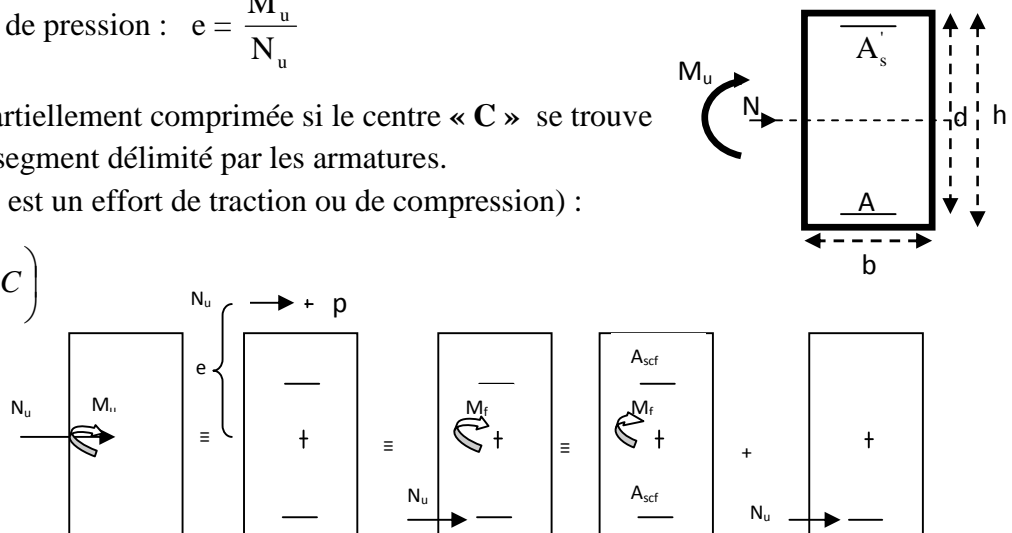 de pression : e = M_u / N_u
artiellement comprimée si le centre « C » se trouve
segment délimité par les armatures.
est un effort de traction ou de compression) :
C )
A'_s
M_u
N
d
h
A
b
N_u
p
e
N_u
M_u
≡
≡
N_u
M_f
≡
A_scf
M_f
A_scf
+
N_u